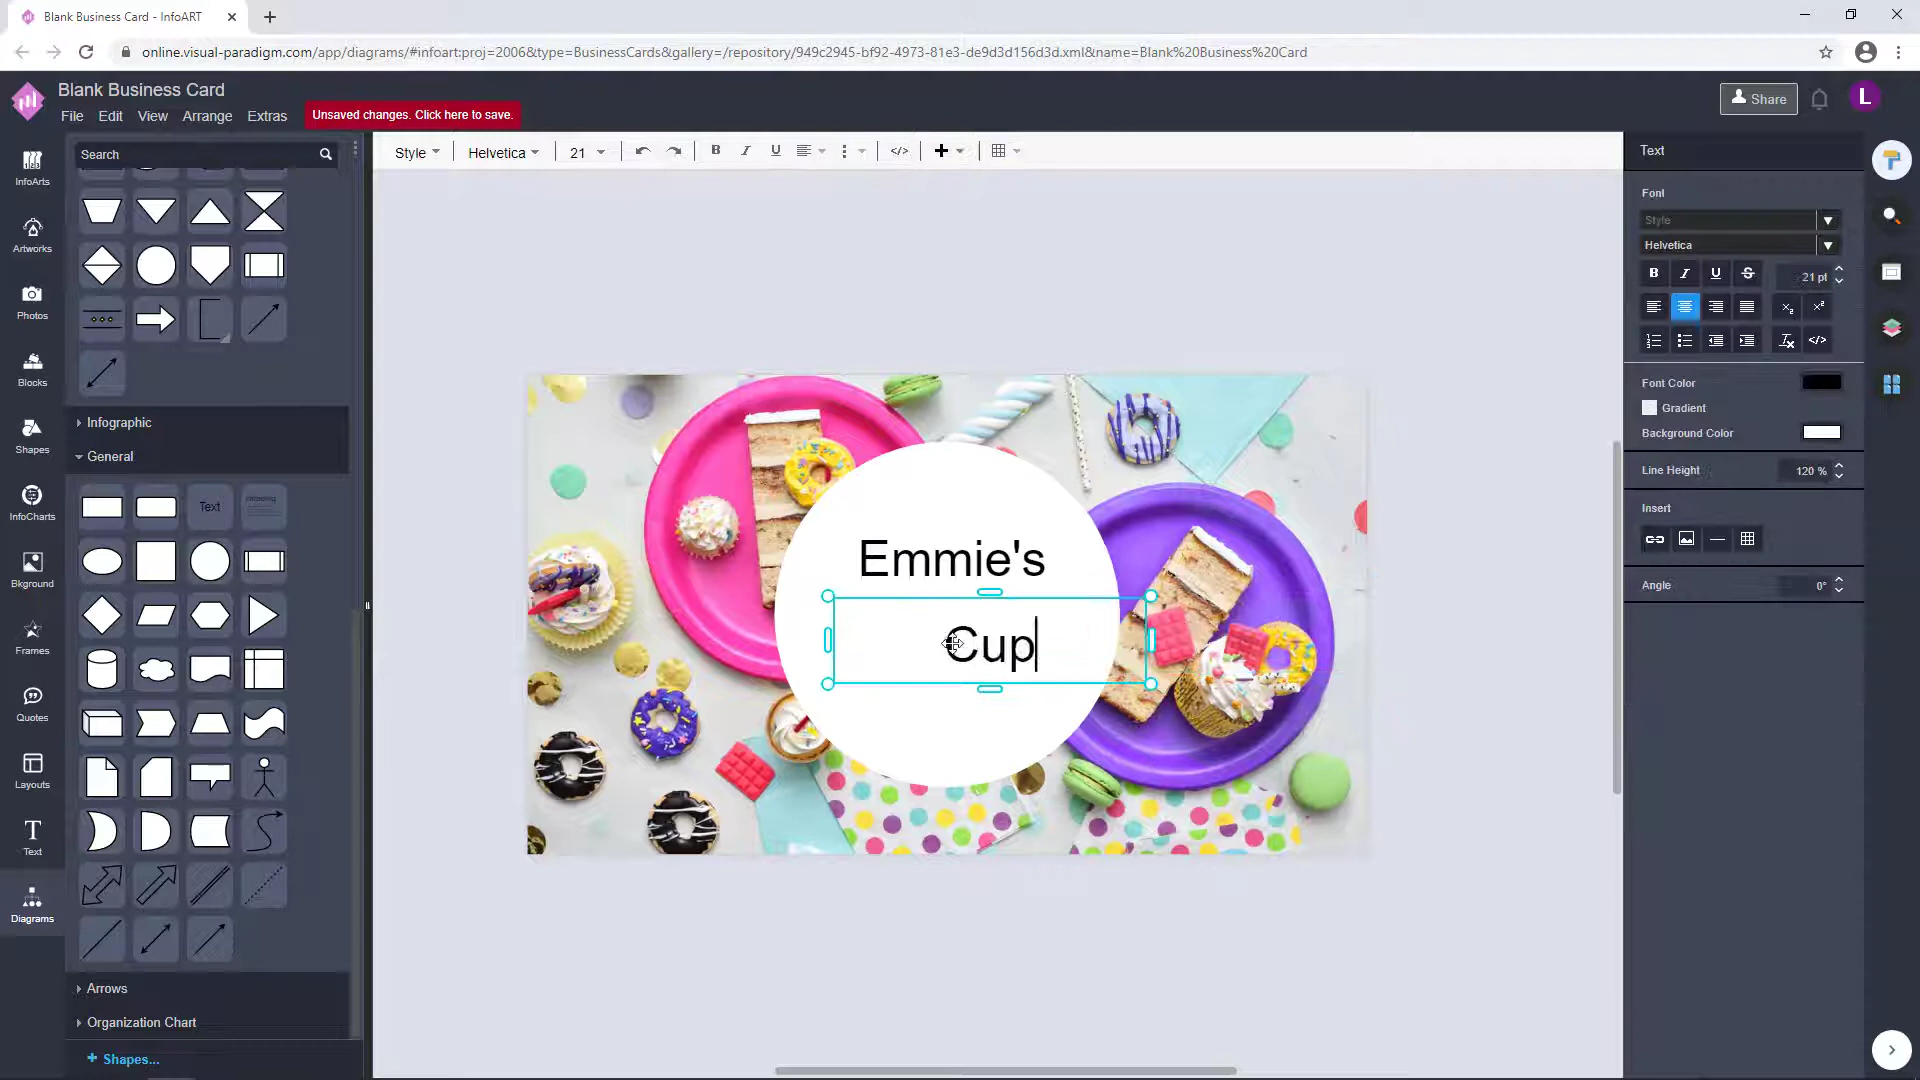 Blank Business Card - InfoART
online.visual-paradigm.com/app/diagrams/#infoart:proj=2006&type=BusinessCards&gallery=/repository/949c2945-bf92-4973-81e3-de9d3d156d3d.xml&name=Blank%20Business%20Card
Blank Business Card
File Edit View Arrange Extras
Unsaved changes. Click here to save.
Share
L
Search
Style
Helvetica
21
B I U
Text
InfoArts
Artworks
Photos
Blocks
Shapes
InfoCharts
Bkground
Frames
Quotes
Layouts
Text
Diagrams
Infographic
General
Text
Arrows
Organization Chart
+ Shapes...
Emmie's
Cup
Font
Style
Helvetica
B I U S
21 pt
Font Color
Gradient
Background Color
Line Height
120 %
Insert
Angle
0°